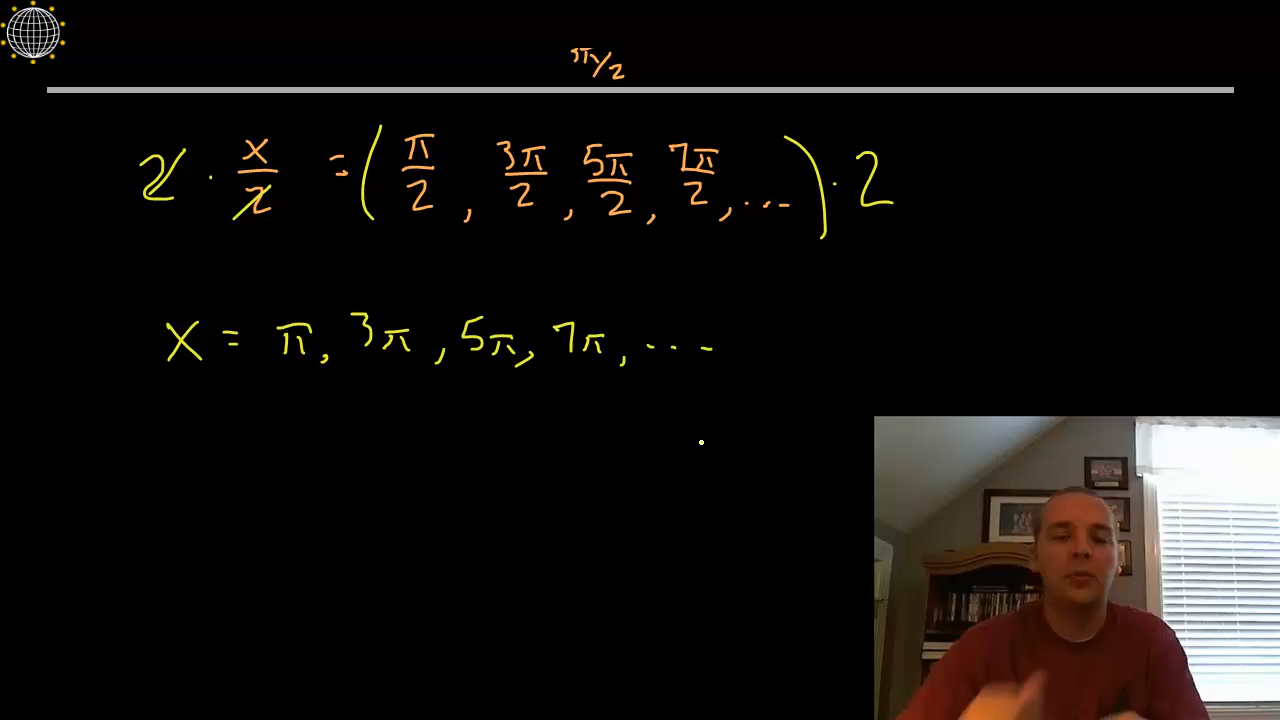 π/2
2 · x/2 = (π/2, 3π/2, 5π/2, 7π/2, ...) · 2
x = π, 3π, 5π, 7π, ...